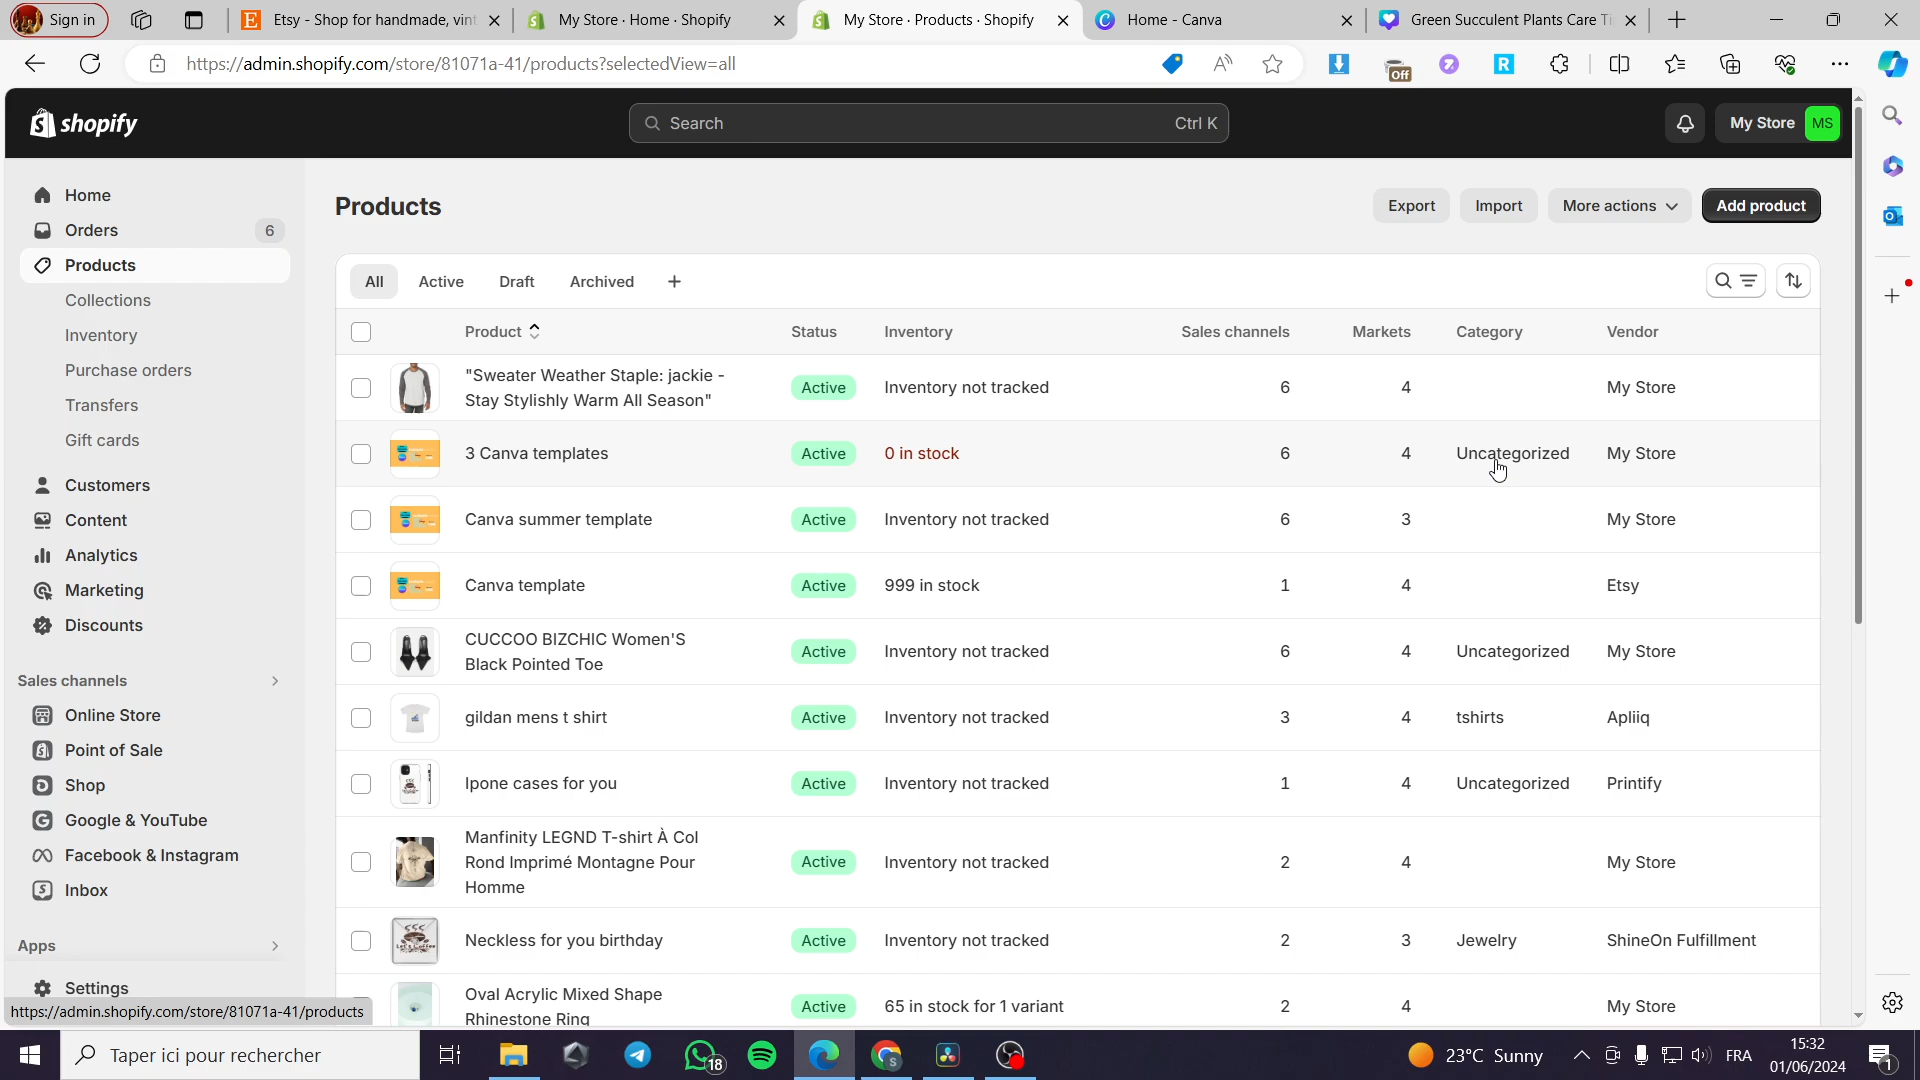 Sign in
Etsy - Shop for handmade, vint
My Store · Home · Shopify
My Store · Products · Shopify
Home - Canva
Green Succulent Plants Care Ti
https://admin.shopify.com/store/81071a-41/products?selectedView=all
Off
shopify
Search
Ctrl K
My Store
MS
Home
Orders
6
Products
Collections
Inventory
Purchase orders
Transfers
Gift cards
Customers
Content
Analytics
Marketing
Discounts
Sales channels
Online Store
Point of Sale
Shop
Google & YouTube
Facebook & Instagram
Inbox
Apps
Settings
https://admin.shopify.com/store/81071a-41/products
Products
Export
Import
More actions
Add product
All
Active
Draft
Archived
Product
Status
Inventory
Sales channels
Markets
Category
Vendor
"Sweater Weather Staple: jackie -
Stay Stylishly Warm All Season"
Active
Inventory not tracked
6
4
My Store
3 Canva templates
Active
0 in stock
6
4
Uncategorized
My Store
Canva summer template
Active
Inventory not tracked
6
3
My Store
Canva template
Active
999 in stock
1
4
Etsy
CUCCOO BIZCHIC Women'S
Black Pointed Toe
Active
Inventory not tracked
6
4
Uncategorized
My Store
gildan mens t shirt
Active
Inventory not tracked
3
4
tshirts
Apliiq
Ipone cases for you
Active
Inventory not tracked
1
4
Uncategorized
Printify
Manfinity LEGND T-shirt À Col
Rond Imprimé Montagne Pour
Homme
Active
Inventory not tracked
2
4
My Store
Neckless for you birthday
Active
Inventory not tracked
2
3
Jewelry
ShineOn Fulfillment
Oval Acrylic Mixed Shape
Rhinestone Ring
Active
65 in stock for 1 variant
2
4
My Store
Taper ici pour rechercher
18
23°C Sunny
FRA
15:32
01/06/2024
1